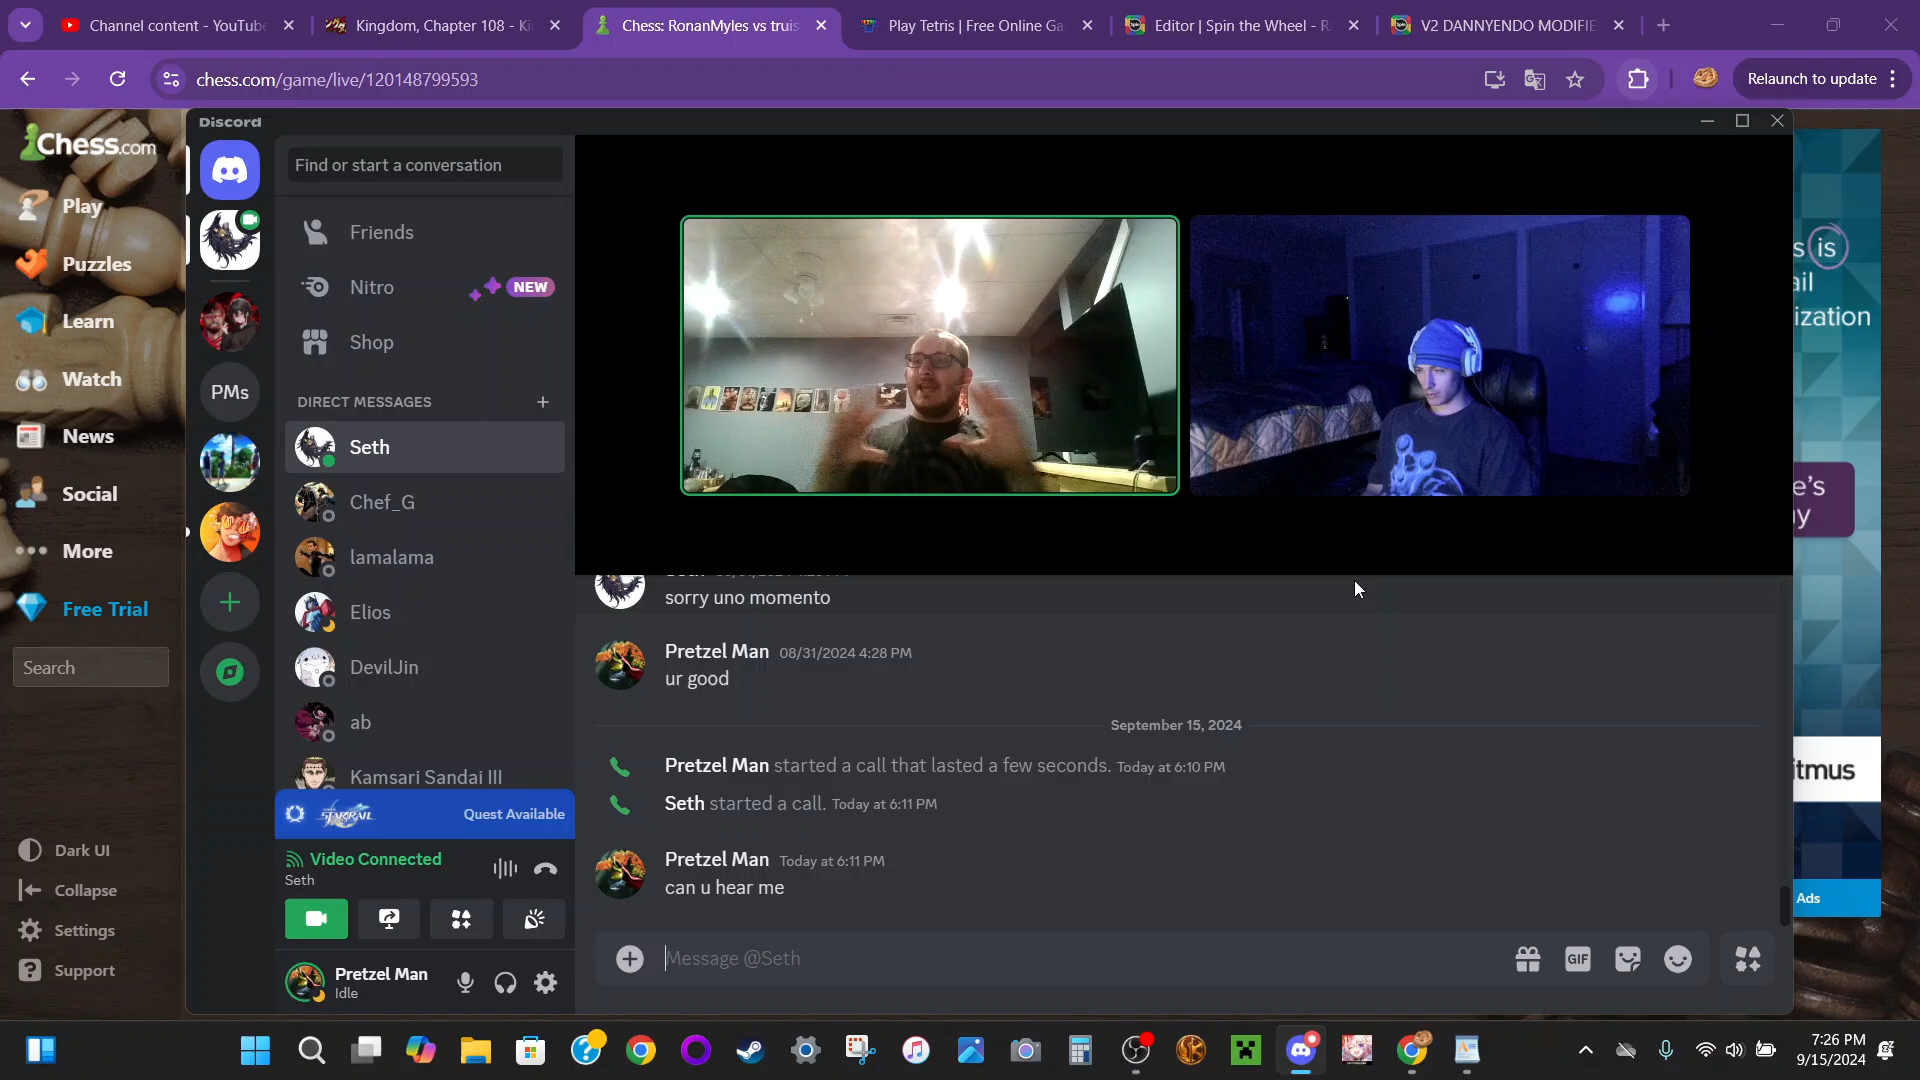 Channel content - YouTube
Kingdom, Chapter 108 - Ki
Chess: RonanMyles vs truis
Play Tetris | Free Online Ga
Editor | Spin the Wheel - R
V2 DANNYENDO MODIFIE
chess.com/game/live/120148799593
Relaunch to update
Chess.com
Play
Puzzles
Learn
Watch
News
Social
More
Free Trial
Search
Dark UI
Collapse
Settings
Support
Discord
PMs
Find or start a conversation
Friends
Nitro
NEW
Shop
DIRECT MESSAGES
Seth
Chef_G
lamalama
Elios
DevilJin
ab
Kamsari Sandai III
STARRAIL
Quest Available
Video Connected
Seth
Pretzel Man
Idle
sorry uno momento
Pretzel Man 08/31/2024 4:28 PM
ur good
September 15, 2024
Pretzel Man started a call that lasted a few seconds. Today at 6:10 PM
Seth started a call. Today at 6:11 PM
Pretzel Man Today at 6:11 PM
can u hear me
Message @Seth
GIF
s is
ail
ization
e's
y
itmus
Ads
7:26 PM
9/15/2024